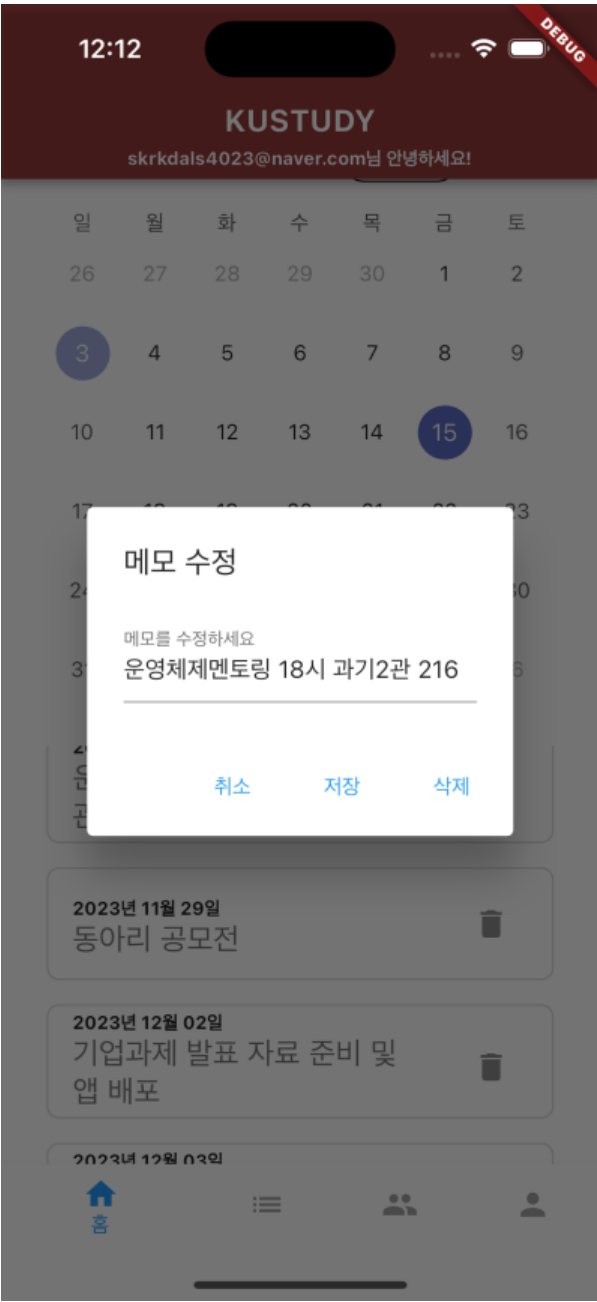 12:12
DEBUG
KUSTUDY
skrkdals4023@naver.com님 안녕하세요!
일 월 화 수 목 금 토
26 27 28 29 30 1 2
3 4 5 6 7 8 9
10 11 12 13 14 15 16
메모 수정
메모를 수정하세요
운영체제멘토링 18시 과기2관 216
취소 저장 삭제
2023년 11월 29일
동아리 공모전
2023년 12월 02일
기업과제 발표 자료 준비 및
앱 배포
2023년 12월 03일
홈